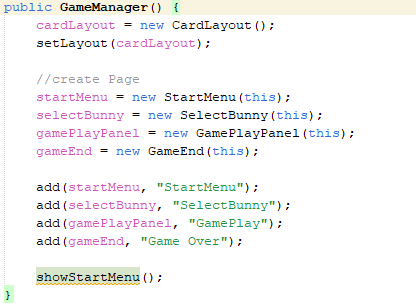 public GameManager() {
cardLayout = new CardLayout();
setLayout(cardLayout);
//create Page
startMenu = new StartMenu(this);
selectBunny = new SelectBunny(this);
gamePlayPanel = new GamePlayPanel(this);
gameEnd = new GameEnd(this);
add(startMenu, "StartMenu");
add(selectBunny, "SelectBunny");
add(gamePlayPanel, "GamePlay");
add(gameEnd, "Game Over");
showStartMenu();
}